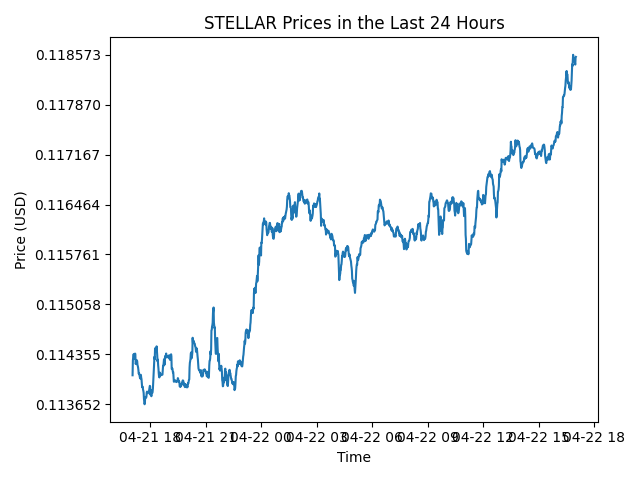 STELLAR Prices in the Last 24 Hours
0.118573
0.117870
0.117167
0.116464
0.115761
0.115058
0.114355
0.113652
Price (USD)
04-21 18 04-21 21 04-22 00 04-22 03 04-22 06 04-22 09 04-22 12 04-22 15 04-22 18
Time